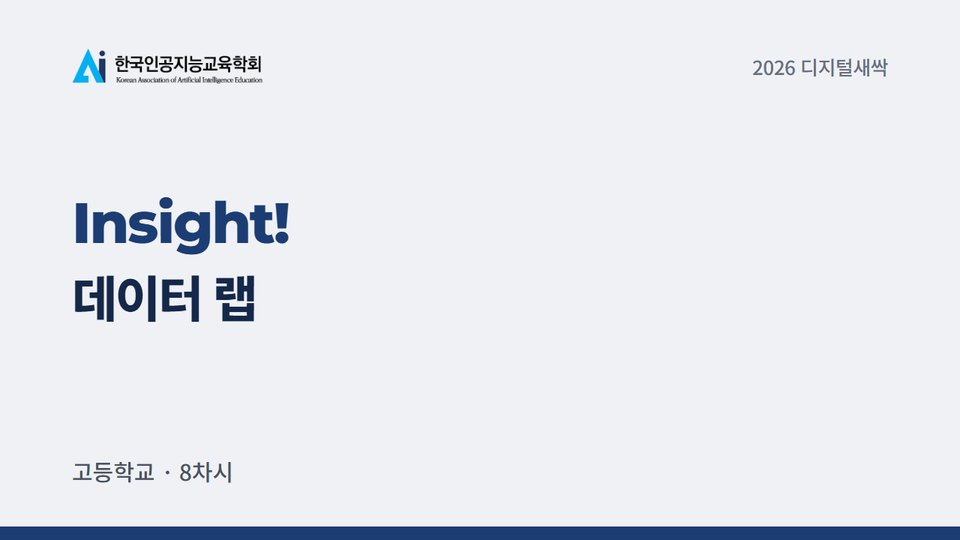 Ai 한국인공지능교육학회
Korean Association of Artificial Intelligence Education
2026 디지털새싹
Insight!
데이터 랩
고등학교 · 8차시